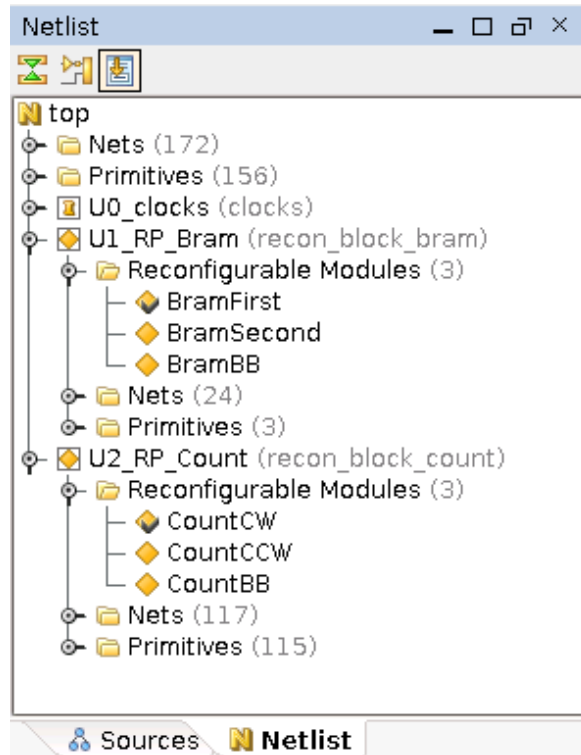 Netlist
top
Nets (172)
Primitives (156)
U0_clocks (clocks)
U1_RP_Bram (recon_block_bram)
Reconfigurable Modules (3)
BramFirst
BramSecond
BramBB
Nets (24)
Primitives (3)
U2_RP_Count (recon_block_count)
Reconfigurable Modules (3)
CountCW
CountCCW
CountBB
Nets (117)
Primitives (115)
Sources Netlist